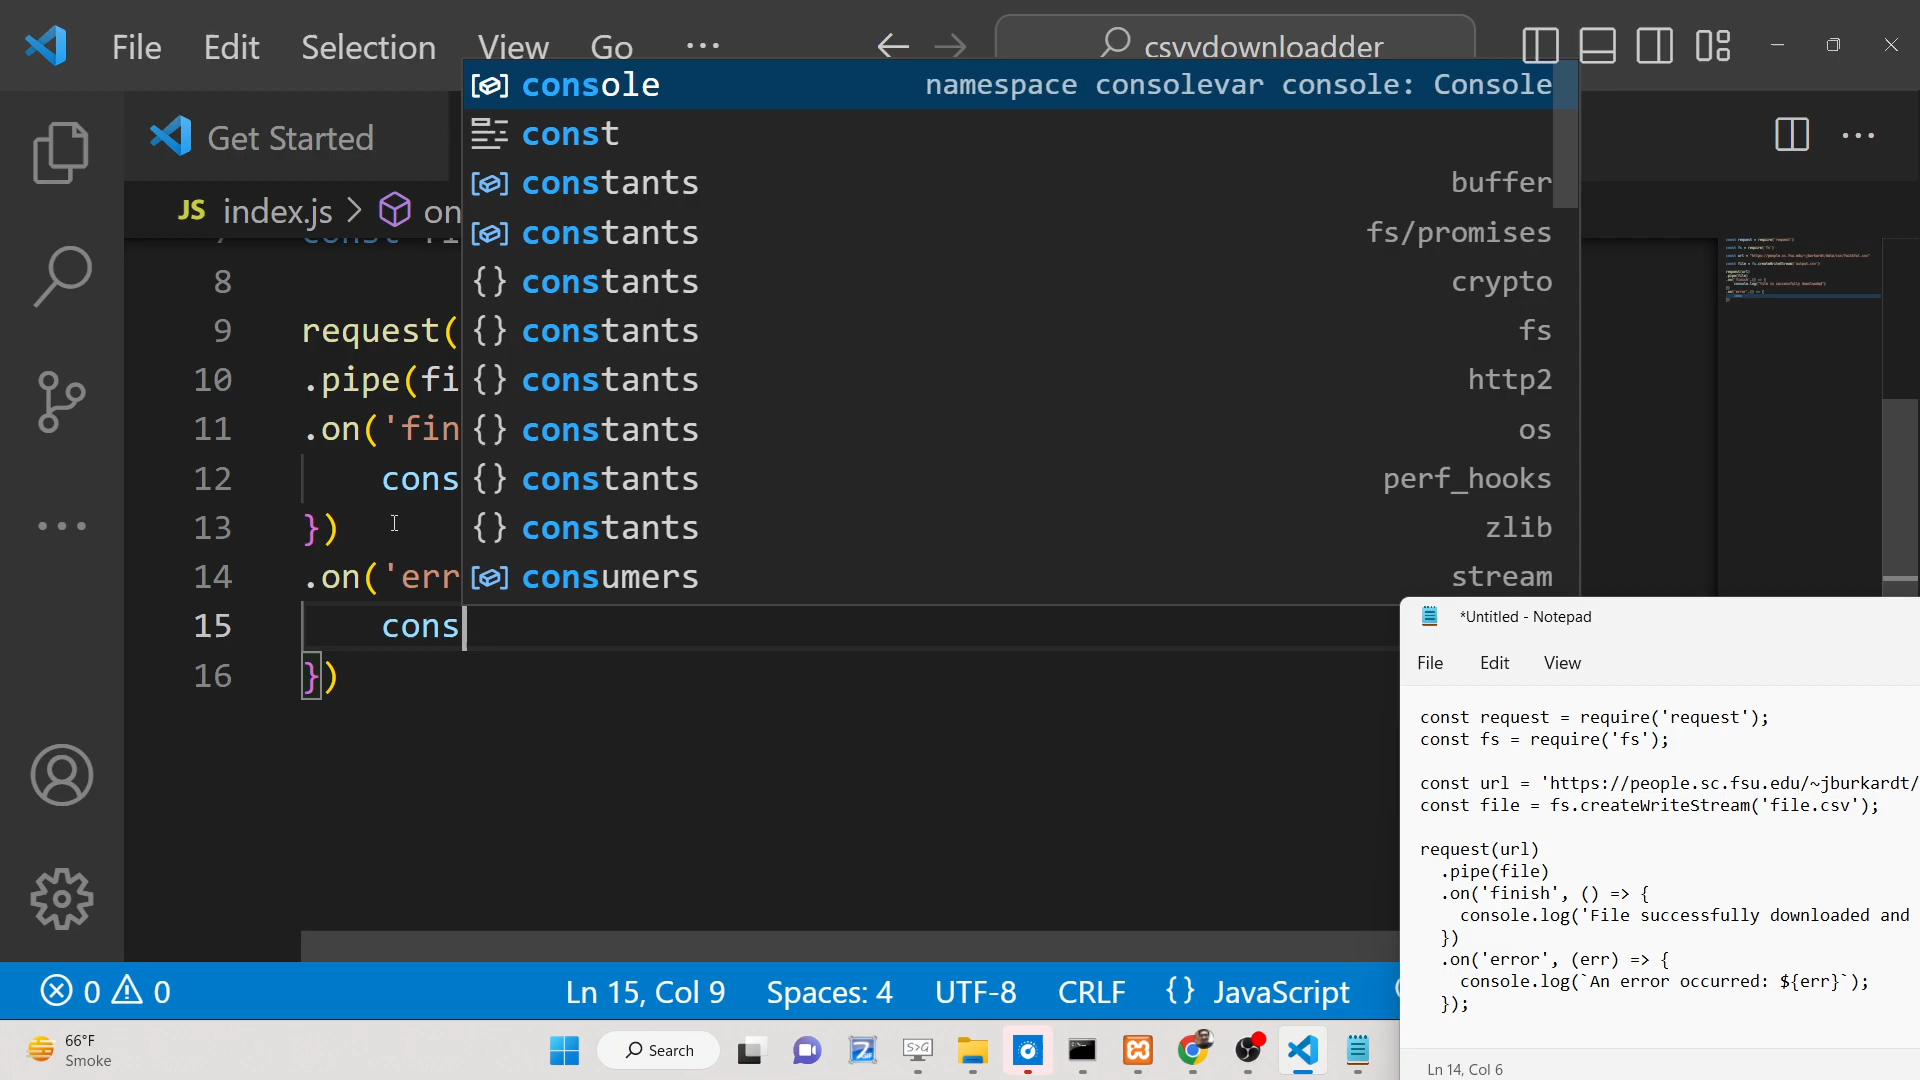 File Edit Selection View Go ... csvvdownloadder
console namespace consolevar console: Console
const
constants buffer
constants fs/promises
constants crypto
constants fs
constants http2
constants os
constants perf_hooks
constants zlib
consumers stream
Get Started
JS index.js > on
8
9 request(
10 .pipe(fi
11 .on('fin
12 cons
13 })
14 .on('err
15 cons
16 })
*Untitled - Notepad
File Edit View
const request = require('request');
const fs = require('fs');
const url = 'https://people.sc.fsu.edu/~jburkardt/
const file = fs.createWriteStream('file.csv');
request(url)
.pipe(file)
.on('finish', () => {
console.log('File successfully downloaded and
})
.on('error', (err) => {
console.log(`An error occurred: ${err}`);
});
Ln 14, Col 6
0 0 Ln 15, Col 9 Spaces: 4 UTF-8 CRLF {} JavaScript
66°F
Smoke
Search